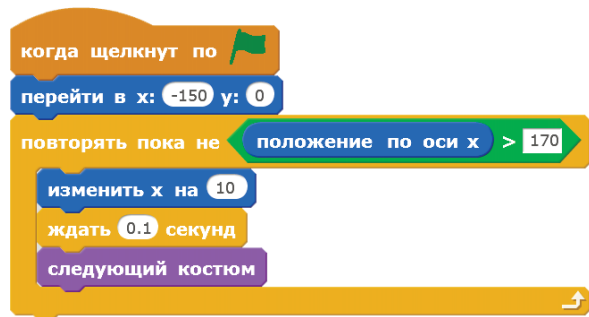 когда щелкнут по
перейти в x: -150 y: 0
повторять пока не положение по оси x > 170
изменить x на 10
ждать 0.1 секунд
следующий костюм